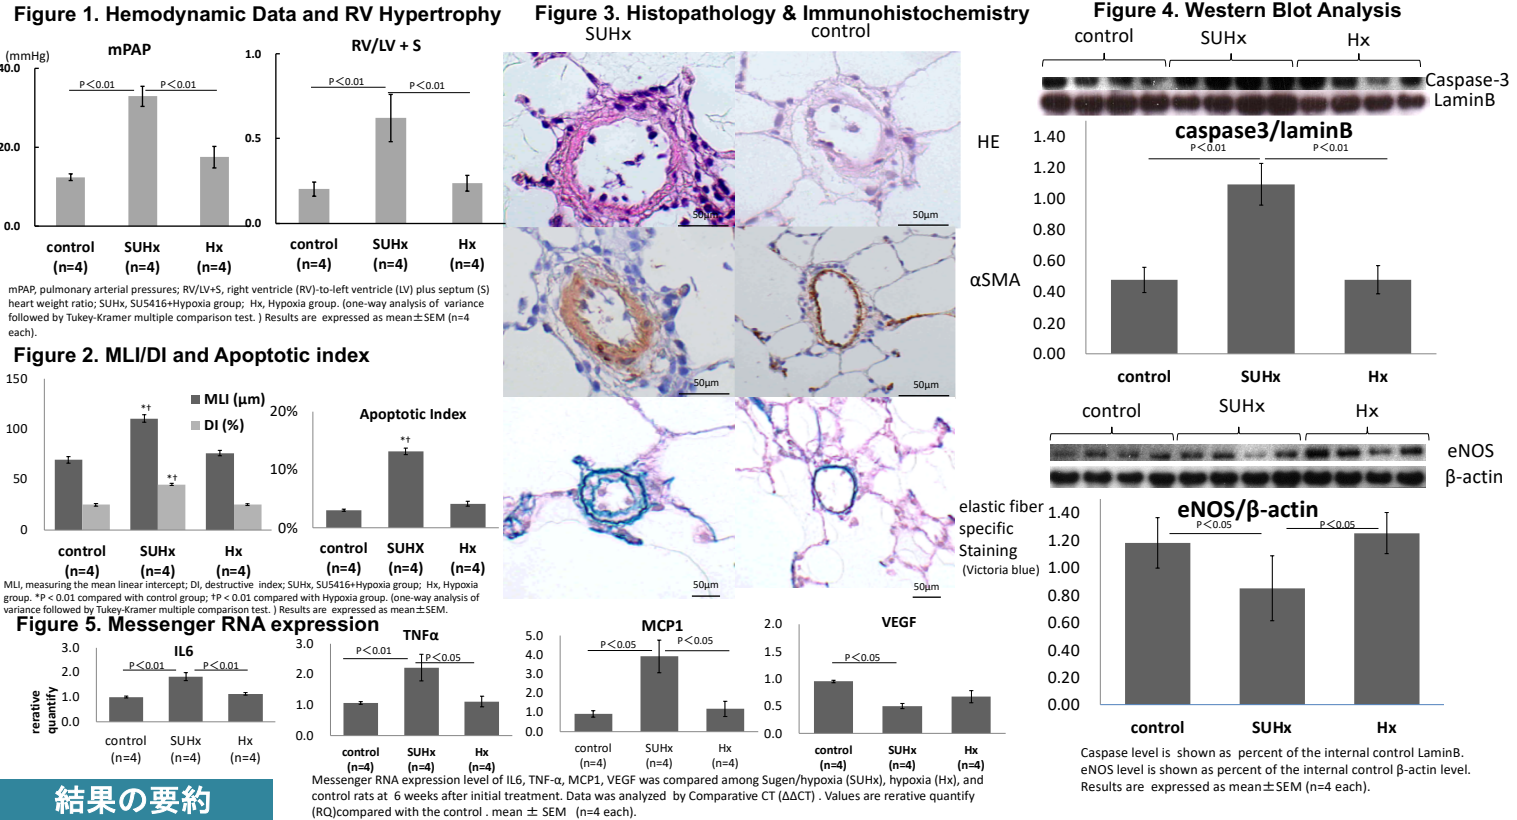 Figure 1. Hemodynamic Data and RV Hypertrophy
(mmHg)
mPAP
40.0
20.0
0.0
P＜0.01
P＜0.01
control
(n=4)
SUHx
(n=4)
Hx
(n=4)
RV/LV + S
1.0
0.5
0.0
P＜0.01
P＜0.01
control
(n=4)
SUHx
(n=4)
Hx
(n=4)
mPAP, pulmonary arterial pressures; RV/LV+S, right ventricle (RV)-to-left ventricle (LV) plus septum (S)
heart weight ratio; SUHx, SU5416+Hypoxia group; Hx, Hypoxia group. (one-way analysis of variance
followed by Tukey-Kramer multiple comparison test. ) Results are expressed as mean±SEM (n=4
each).
Figure 2. MLI/DI and Apoptotic index
150
100
50
0
MLI (μm)
DI (%)
*†
*†
control
(n=4)
SUHx
(n=4)
Hx
(n=4)
Apoptotic Index
20%
10%
0%
*†
control
(n=4)
SUHX
(n=4)
Hx
(n=4)
MLI, measuring the mean linear intercept; DI, destructive index; SUHx, SU5416+Hypoxia group; Hx, Hypoxia
group. *P < 0.01 compared with control group; †P < 0.01 compared with Hypoxia group. (one-way analysis of
variance followed by Tukey-Kramer multiple comparison test. ) Results are expressed as mean±SEM.
Figure 3. Histopathology & Immunohistochemistry
SUHx
control
HE
50μm
50μm
αSMA
50μm
50μm
elastic fiber
specific
Staining
(Victoria blue)
50μm
50μm
Figure 4. Western Blot Analysis
control
SUHx
Hx
Caspase-3
LaminB
caspase3/laminB
1.40
1.20
1.00
0.80
0.60
0.40
0.20
0.00
P<0.01
P<0.01
control
SUHx
Hx
control
SUHx
Hx
eNOS
β-actin
eNOS/β-actin
1.40
1.20
1.00
0.80
0.60
0.40
0.20
0.00
P＜0.05
P＜0.05
control
SUHx
Hx
Caspase level is shown as percent of the internal control LaminB.
eNOS level is shown as percent of the internal control β-actin level.
Results are expressed as mean±SEM (n=4 each).
Figure 5. Messenger RNA expression
rerative
quantify
IL6
3.0
2.0
1.0
0.0
P＜0.01
P＜0.01
control
(n=4)
SUHx
(n=4)
Hx
(n=4)
TNFα
3.0
2.0
1.0
0.0
P＜0.01
P＜0.05
control
(n=4)
SUHx
(n=4)
Hx
(n=4)
MCP1
5.0
4.0
3.0
2.0
1.0
0.0
P＜0.05
P＜0.05
control
(n=4)
SUHx
(n=4)
Hx
(n=4)
VEGF
2.0
1.5
1.0
0.5
0.0
P＜0.05
control
(n=4)
SUHx
(n=4)
Hx
(n=4)
Messenger RNA expression level of IL6, TNF-α, MCP1, VEGF was compared among Sugen/hypoxia (SUHx), hypoxia (Hx), and
control rats at 6 weeks after initial treatment. Data was analyzed by Comparative CT (ΔΔCT) . Values are rerative quantify
(RQ)compared with the control . mean ± SEM (n=4 each).
結果の要約